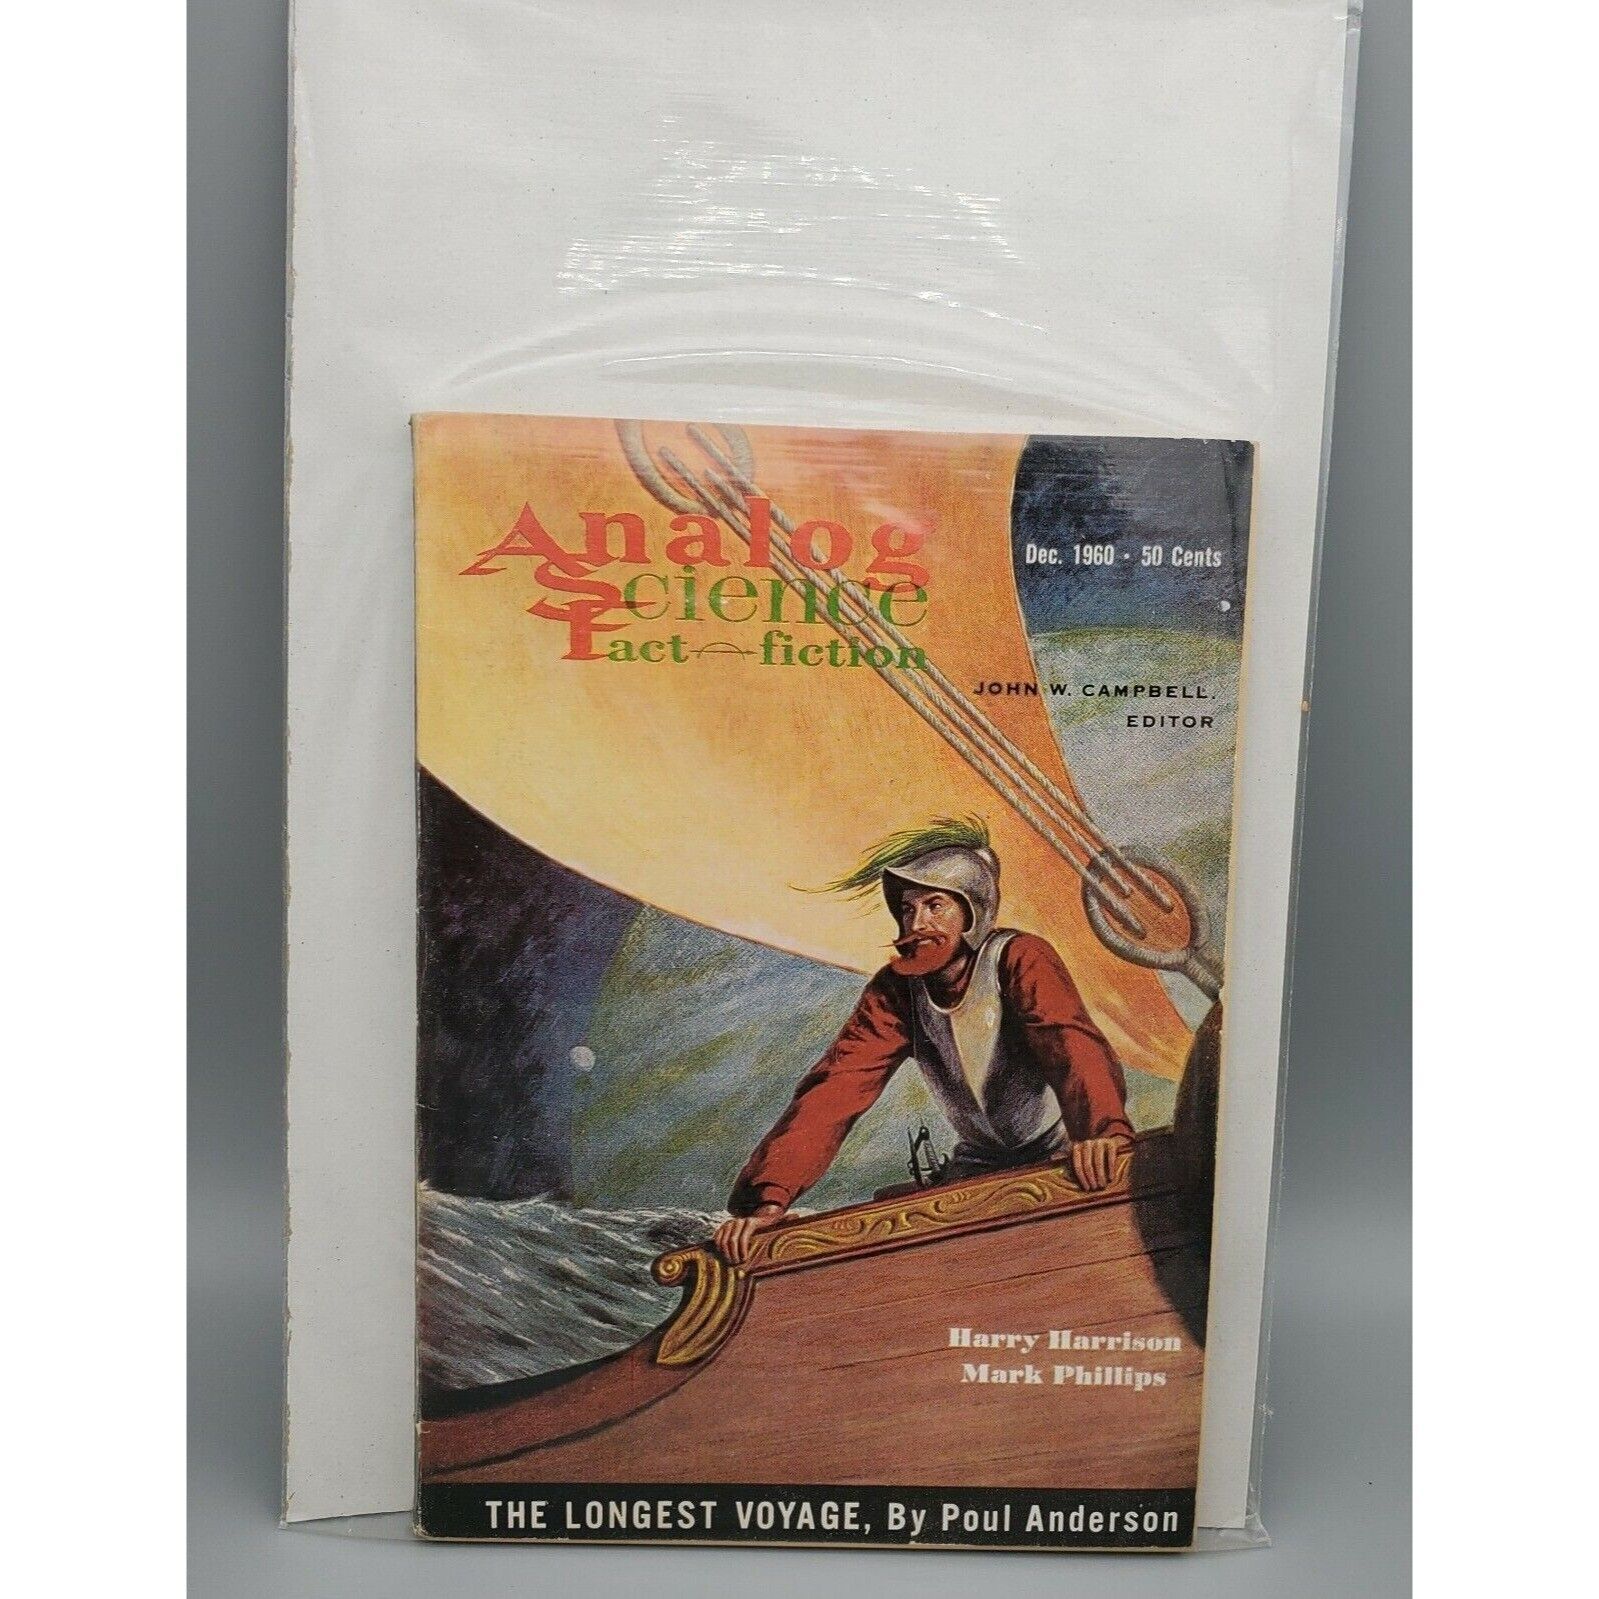 Analog
Science
Fact fiction
Dec. 1960 · 50 Cents
JOHN W. CAMPBELL,
EDITOR
Harry Harrison
Mark Phillips
THE LONGEST VOYAGE, By Poul Anderson